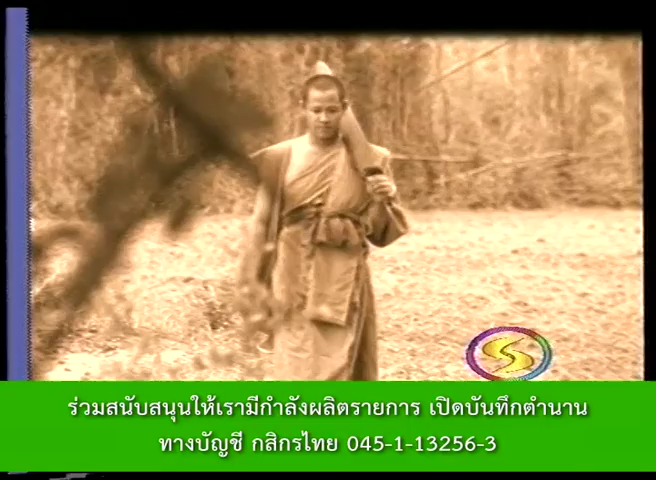 ร่วมสนับสนุนให้เรามีกำลังผลิตรายการ เปิดบันทึกตำนาน
ทางบัญชี กสิกรไทย 045-1-13256-3